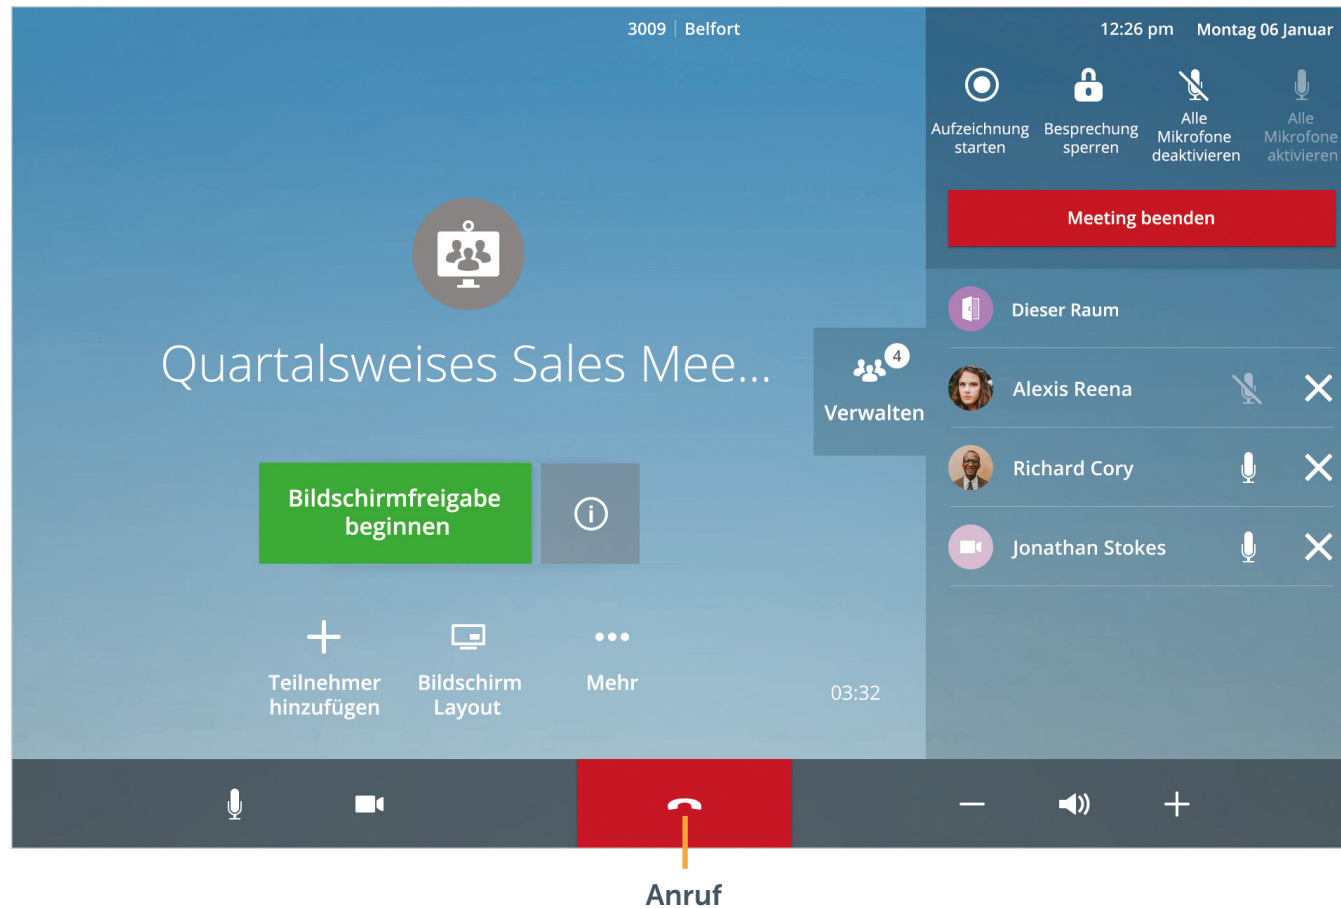 3009 | Belfort
12:26 pm Montag 06 Januar
Aufzeichnung
starten
Besprechung
sperren
Alle
Mikrofone
deaktivieren
Alle
Mikrofone
aktivieren
Meeting beenden
Quartalsweises Sales Mee...
4
Verwalten
Dieser Raum
Alexis Reena
Richard Cory
Jonathan Stokes
Bildschirmfreigabe
beginnen
Teilnehmer
hinzufügen
Bildschirm
Layout
Mehr
03:32
Anruf